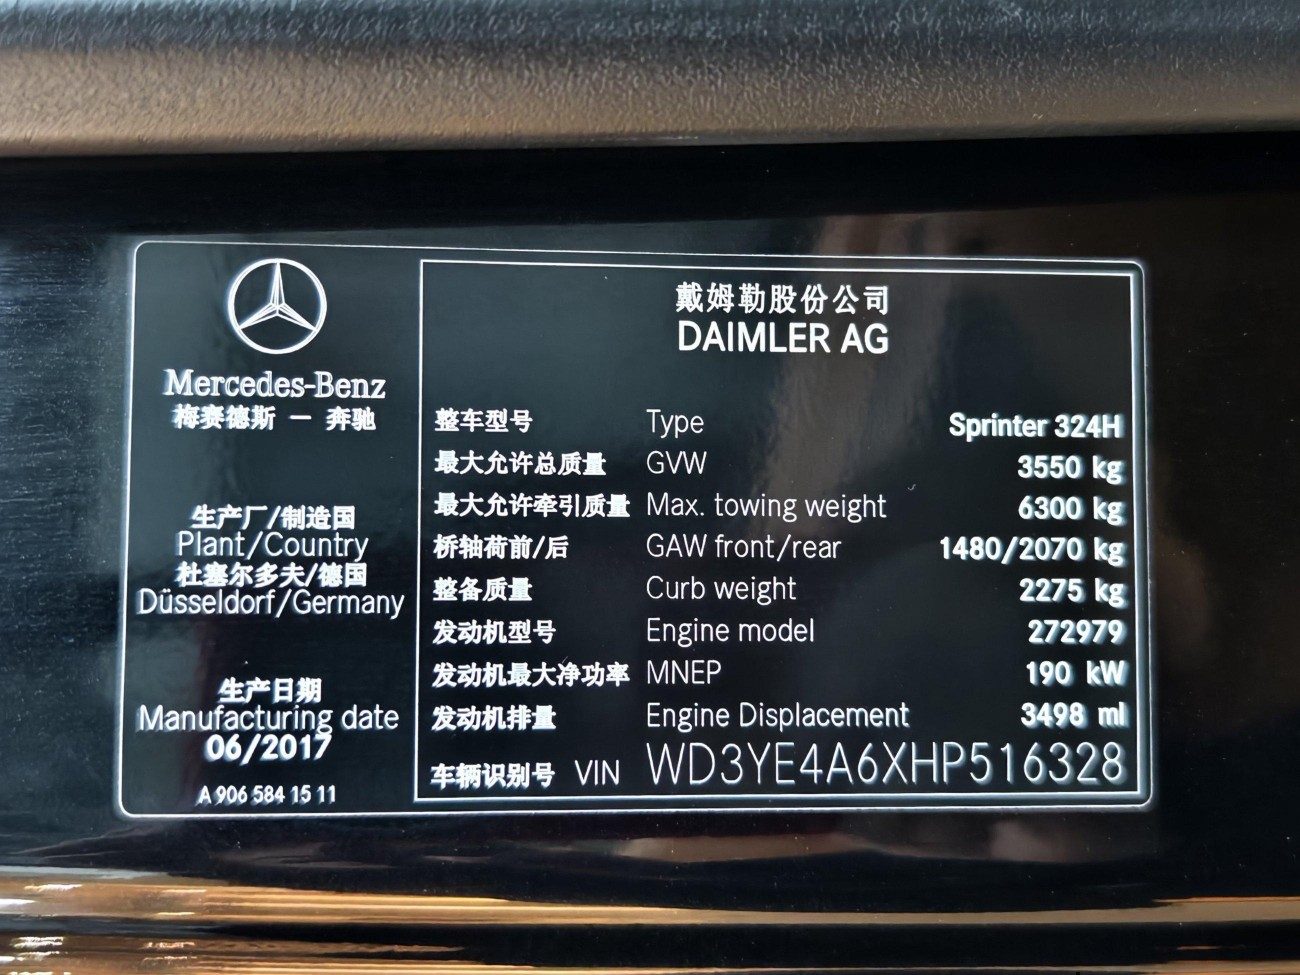 Mercedes-Benz
梅赛德斯 – 奔驰
生产厂/制造国
Plant/Country
杜塞尔多夫/德国
Düsseldorf/Germany
生产日期
Manufacturing date
06/2017
A 906 584 15 11
戴姆勒股份公司
DAIMLER AG
整车型号 Type Sprinter 324H
最大允许总质量 GVW 3550 kg
最大允许牵引质量 Max. towing weight 6300 kg
桥轴荷前/后 GAW front/rear 1480/2070 kg
整备质量 Curb weight 2275 kg
发动机型号 Engine model 272979
发动机最大净功率 MNEP 190 kW
发动机排量 Engine Displacement 3498 ml
车辆识别号 VIN WD3YE4A6XHP516328